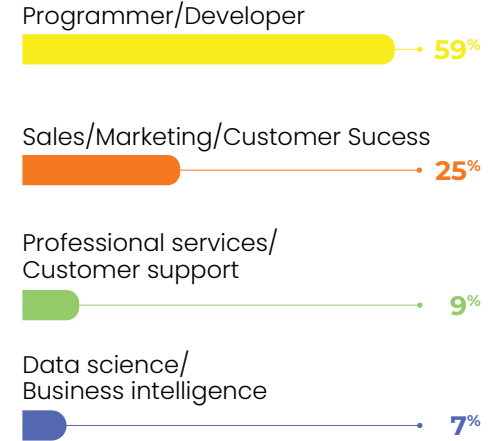 Programmer/Developer
59%
Sales/Marketing/Customer Sucess
25%
Professional services/
Customer support
9%
Data science/
Business intelligence
7%